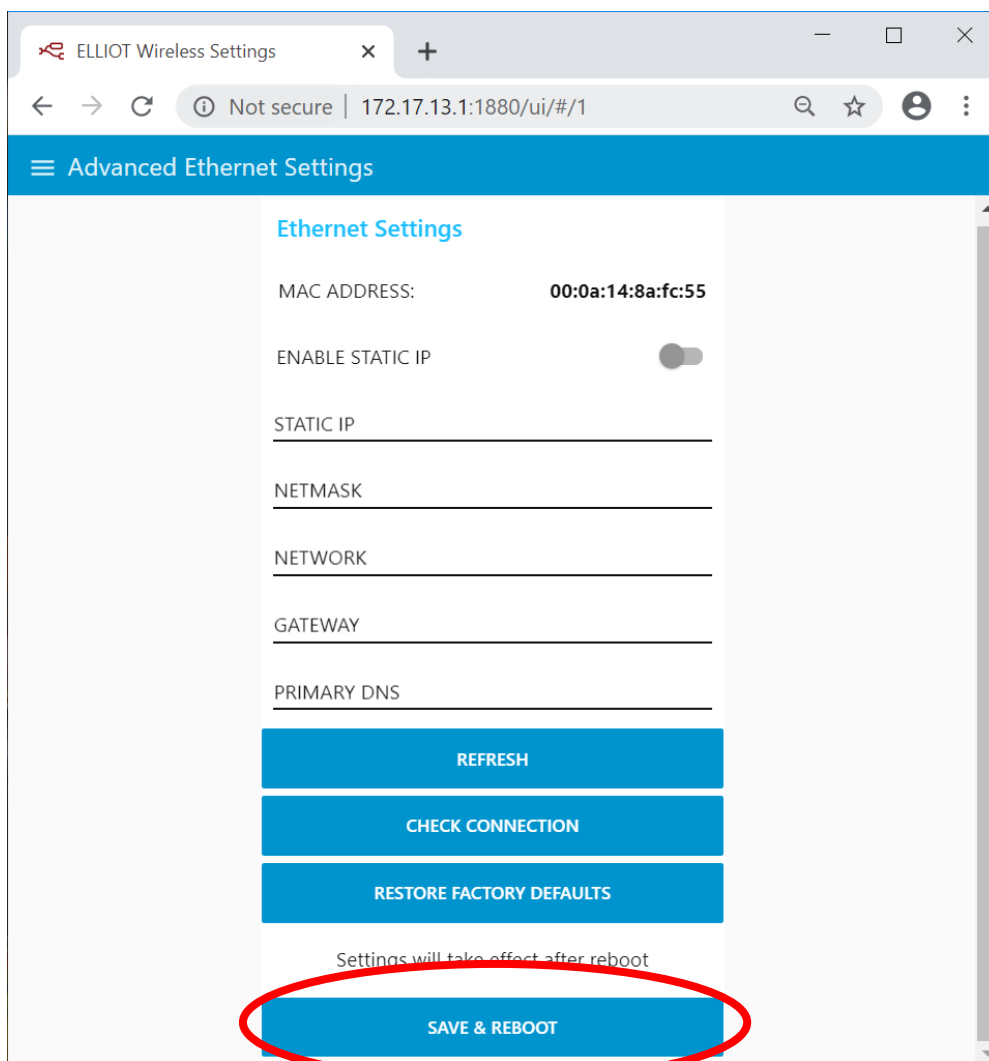 ELLIOT Wireless Settings
Not secure | 172.17.13.1:1880/ui/#/1
Advanced Ethernet Settings
Ethernet Settings
MAC ADDRESS: 00:0a:14:8a:fc:55
ENABLE STATIC IP
STATIC IP
NETMASK
NETWORK
GATEWAY
PRIMARY DNS
REFRESH
CHECK CONNECTION
RESTORE FACTORY DEFAULTS
Settings will take effect after reboot
SAVE & REBOOT